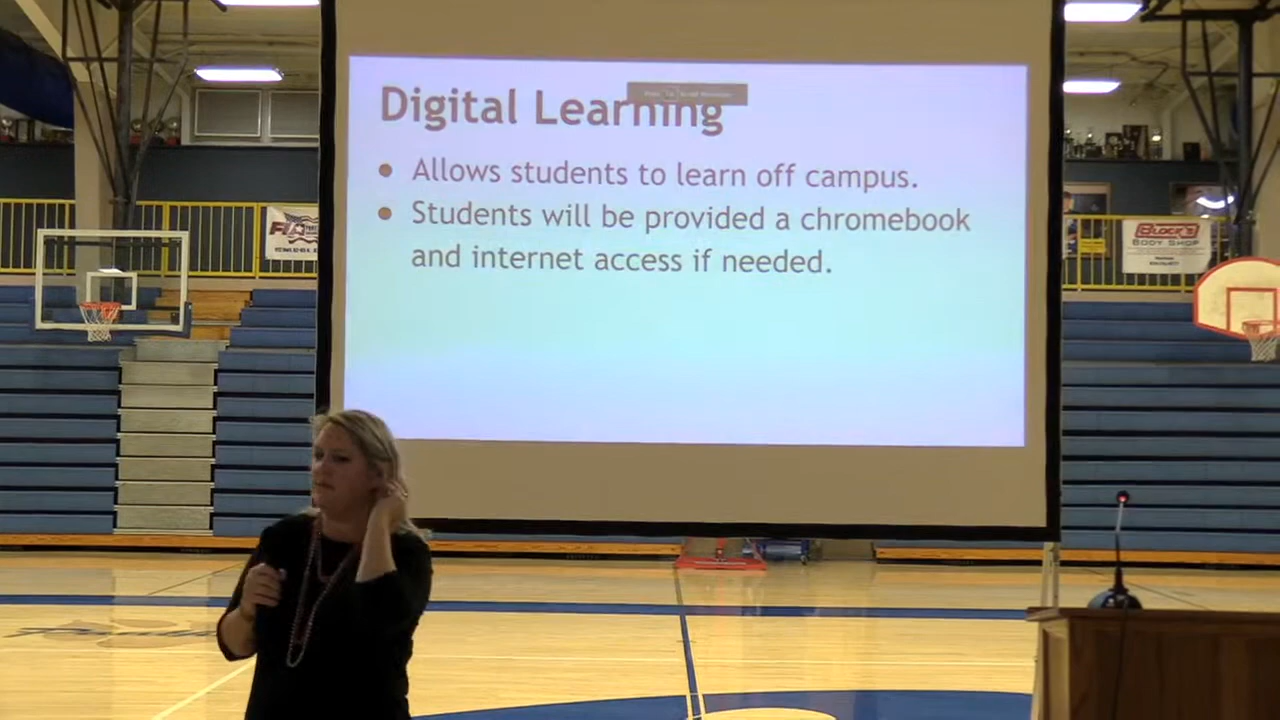 Digital Learning
• Allows students to learn off campus.
• Students will be provided a chromebook
and internet access if needed.
BLOCK'S
BODY SHOP